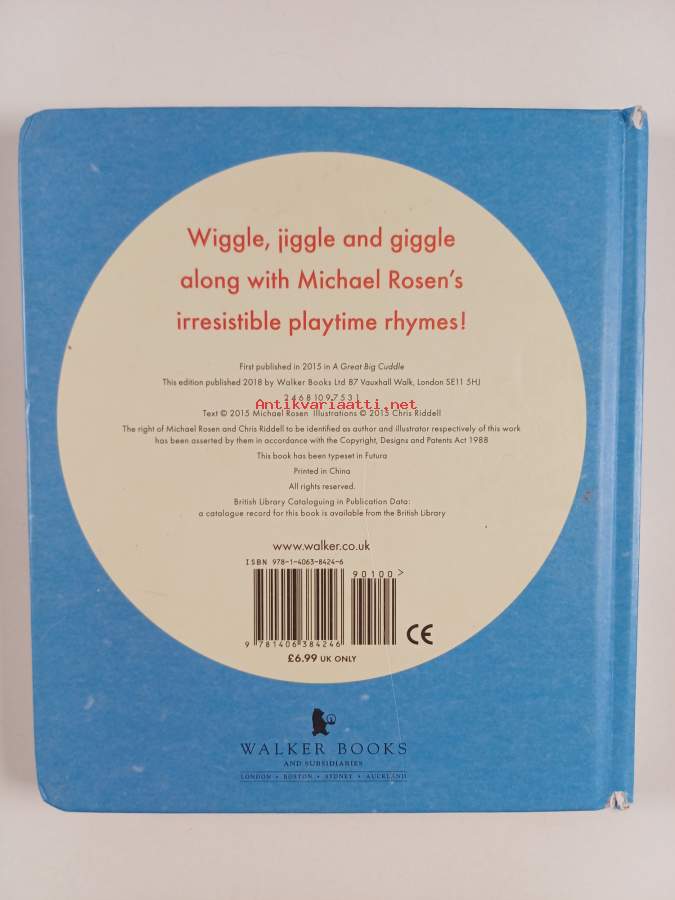 Wiggle, jiggle and giggle
along with Michael Rosen's
irresistible playtime rhymes!
First published in 2015 in A Great Big Cuddle
This edition published 2018 by Walker Books Ltd 87 Vauxhall Walk, London SE11 5HJ
2 4 6 8 10 9 7 5 3 1
Antikvariaatti.net
Text © 2015 Michael Rosen Illustrations © 2015 Chris Riddell
The right of Michael Rosen and Chris Riddell to be identified as author and illustrator respectively of this work
has been asserted by them in accordance with the Copyright, Designs and Patents Act 1988
This book has been typeset in Futura
Printed in China
All rights reserved.
British Library Cataloguing in Publication Data:
a catalogue record for this book is available from the British Library
www.walker.co.uk
ISBN 978-1-4063-8424-6
90100>
9 781406 384246
CE
£6.99 UK ONLY
WALKER BOOKS
AND SUBSIDIARIES
LONDON • BOSTON • SYDNEY • AUCKLAND